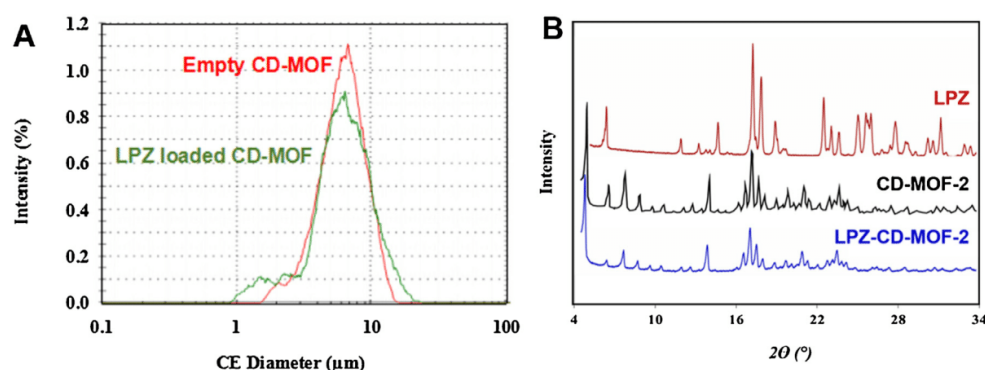 A
Intensity (%)
1.2
1.0
0.8
0.6
0.4
0.2
0.0
Empty CD-MOF
LPZ loaded CD-MOF
0.1 1 10 100
CE Diameter (µm)
B
Intensity
LPZ
CD-MOF-2
LPZ-CD-MOF-2
4 10 16 22 28 34
2Ɵ (°)